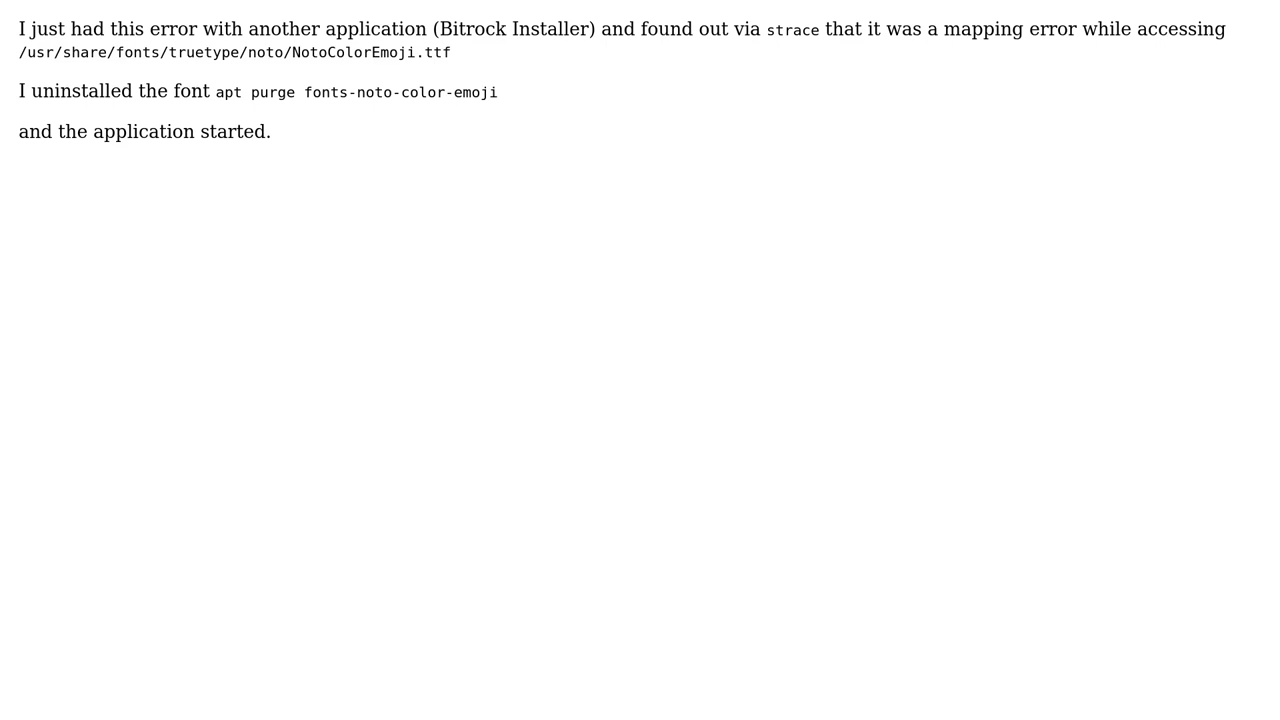 I just had this error with another application (Bitrock Installer) and found out via strace that it was a mapping error while accessing
/usr/share/fonts/truetype/noto/NotoColorEmoji.ttf
I uninstalled the font apt purge fonts-noto-color-emoji
and the application started.